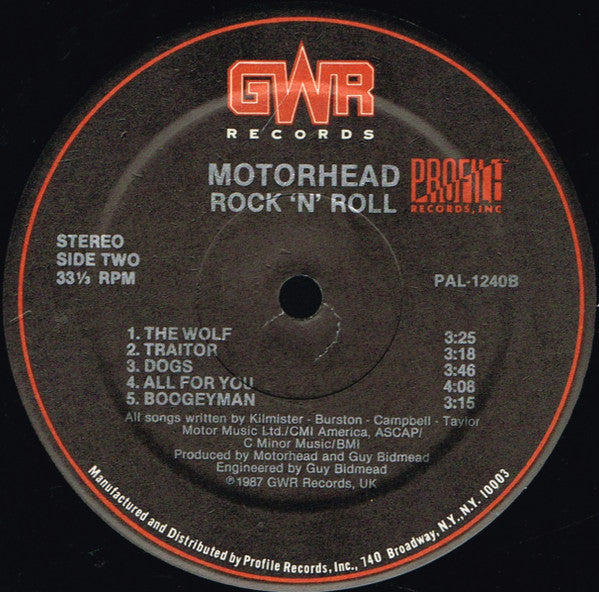 GWR
RECORDS
MOTORHEAD
ROCK 'N' ROLL
PROFILE™
RECORDS, INC
STEREO
SIDE TWO
33⅓ RPM
PAL-1240B
1. THE WOLF 3:25
2. TRAITOR 3:18
3. DOGS 3:46
4. ALL FOR YOU 4:08
5. BOOGEYMAN 3:15
All songs written by Kilmister - Burston - Campbell - Taylor
Motor Music Ltd./CMI America, ASCAP/
C Minor Music/BMI
Produced by Motorhead and Guy Bidmead
Engineered by Guy Bidmead
℗1987 GWR Records, UK
Manufactured and Distributed by Profile Records, Inc., 740 Broadway, N.Y., N.Y. 10003